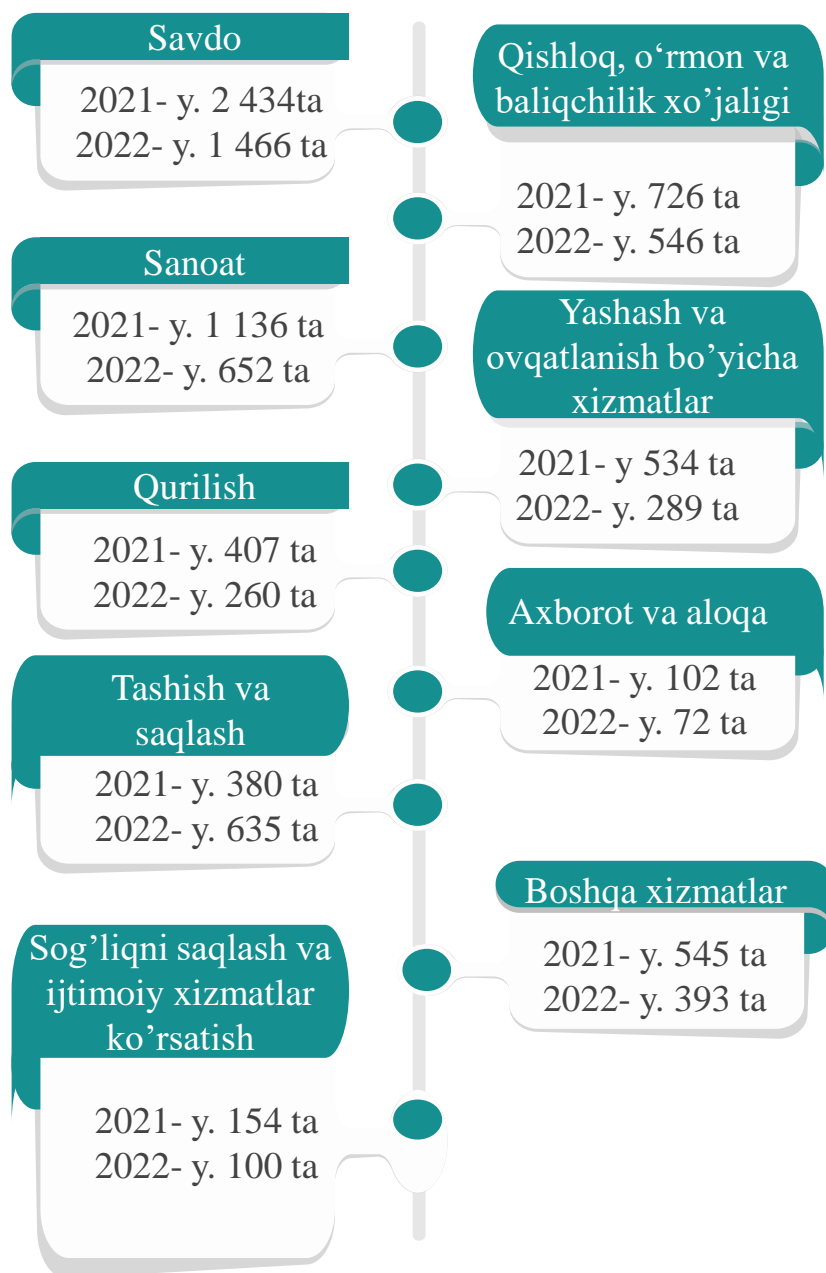 Savdo
2021- y. 2 434ta
2022- y. 1 466 ta
Qishloq, o‘rmon va
baliqchilik xo’jaligi
2021- y. 726 ta
2022- y. 546 ta
Sanoat
2021- y. 1 136 ta
2022- y. 652 ta
Yashash va
ovqatlanish bo’yicha
xizmatlar
2021- y 534 ta
2022- y. 289 ta
Qurilish
2021- y. 407 ta
2022- y. 260 ta
Axborot va aloqa
2021- y. 102 ta
2022- y. 72 ta
Tashish va
saqlash
2021- y. 380 ta
2022- y. 635 ta
Boshqa xizmatlar
2021- y. 545 ta
2022- y. 393 ta
Sog’liqni saqlash va
ijtimoiy xizmatlar
ko’rsatish
2021- y. 154 ta
2022- y. 100 ta